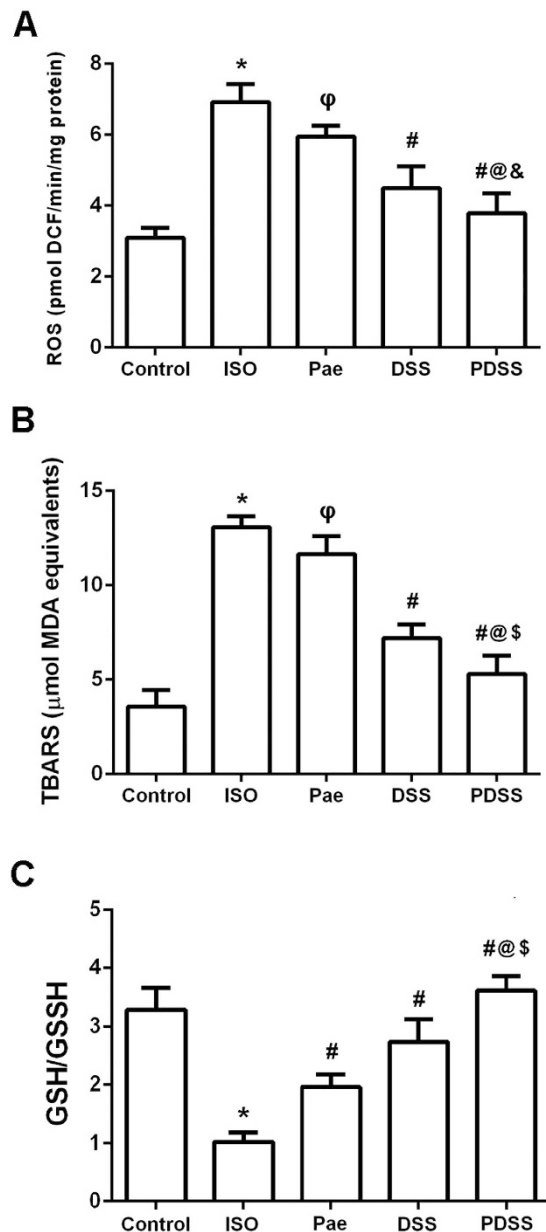 A
ROS (pmol DCF/min/mg protein)
8
6
4
2
0
*
φ
#
#@&
Control ISO Pae DSS PDSS
B
TBARS (μmol MDA equivalents)
15
10
5
0
*
φ
#
#@$
Control ISO Pae DSS PDSS
C
GSH/GSSH
5
4
3
2
1
0
*
#
#
#@$
Control ISO Pae DSS PDSS